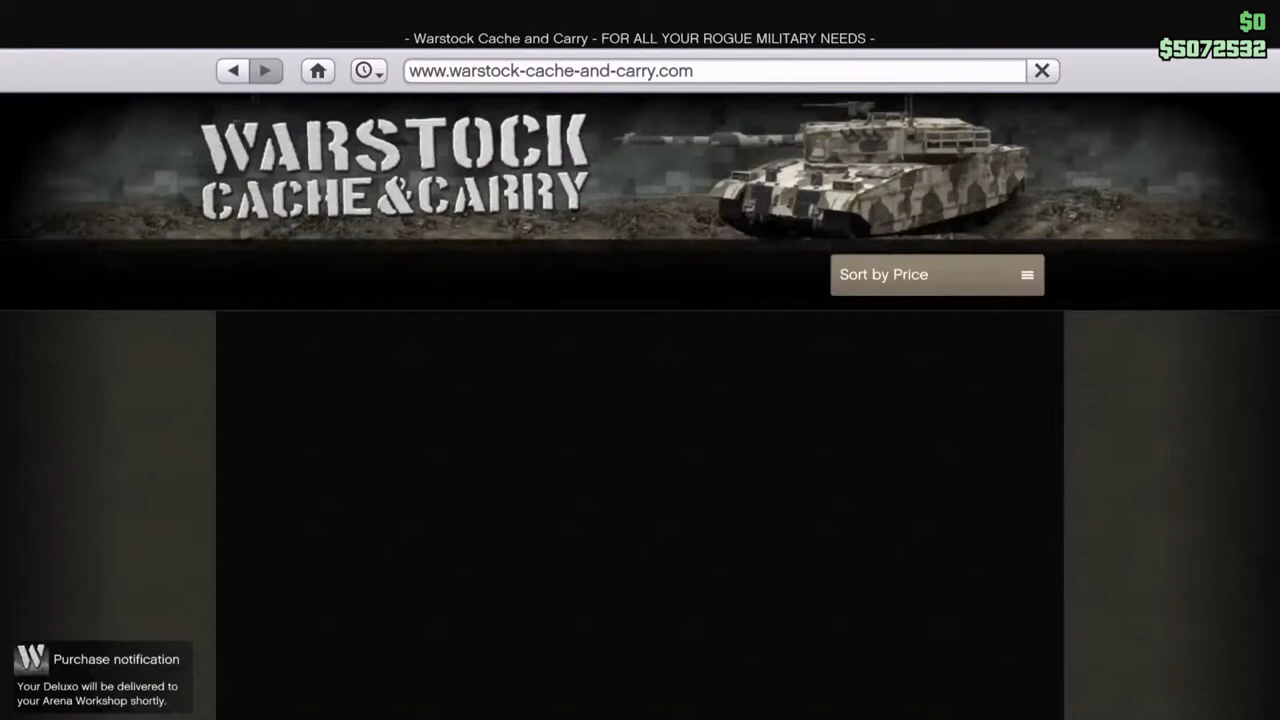 $0
- Warstock Cache and Carry - FOR ALL YOUR ROGUE MILITARY NEEDS -
$5072532
www.warstock-cache-and-carry.com
WARSTOCK
CACHE&CARRY
Sort by Price
W
Purchase notification
Your Deluxo will be delivered to
your Arena Workshop shortly.